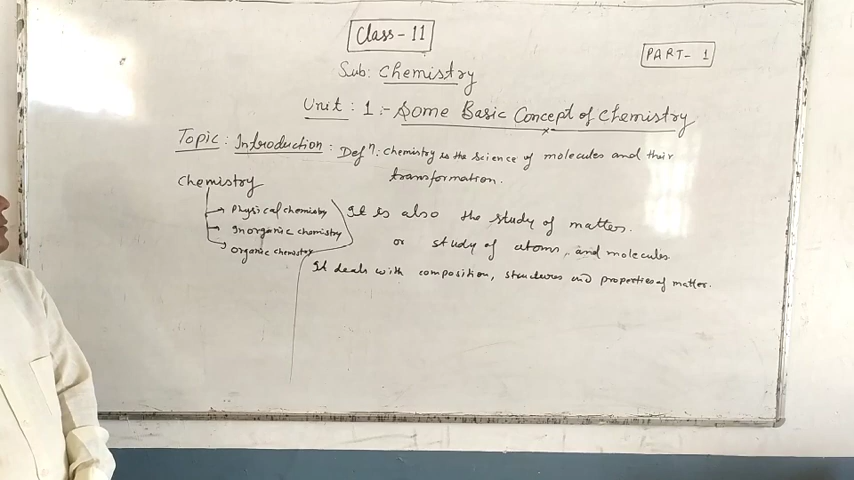 Class - 11
PART - 1
Sub: Chemistry
Unit : 1 :- Some Basic Concept of Chemistry
Topic : Introduction : Defⁿ: Chemistry is the science of molecules and their
transformation.
Chemistry
→ Physical chemistry
→ Inorganic chemistry
→ Organic chemistry
It is also the study of matter.
or study of atoms, and molecules
It deals with composition, structures and properties of matter.